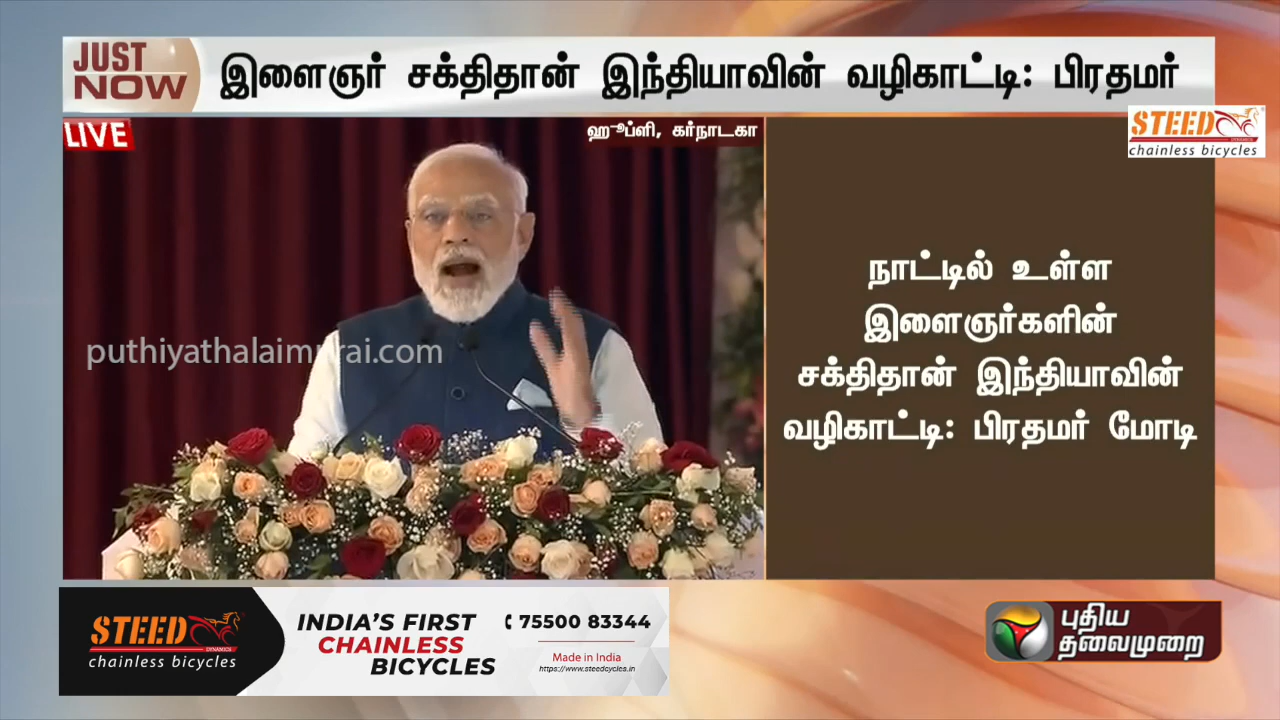 JUST NOW
இளைஞர் சக்திதான் இந்தியாவின் வழிகாட்டி: பிரதமர்
LIVE
ஹூப்ளி, கர்நாடகா
STEED
chainless bicycles
puthiyathalaimurai.com
நாட்டில் உள்ள
இளைஞர்களின்
சக்திதான் இந்தியாவின்
வழிகாட்டி: பிரதமர் மோடி
STEED
DYNAMICS
chainless bicycles
INDIA'S FIRST
CHAINLESS
BICYCLES
75500 83344
Made in India
https://www.steedcycles.in
புதிய
தலைமுறை